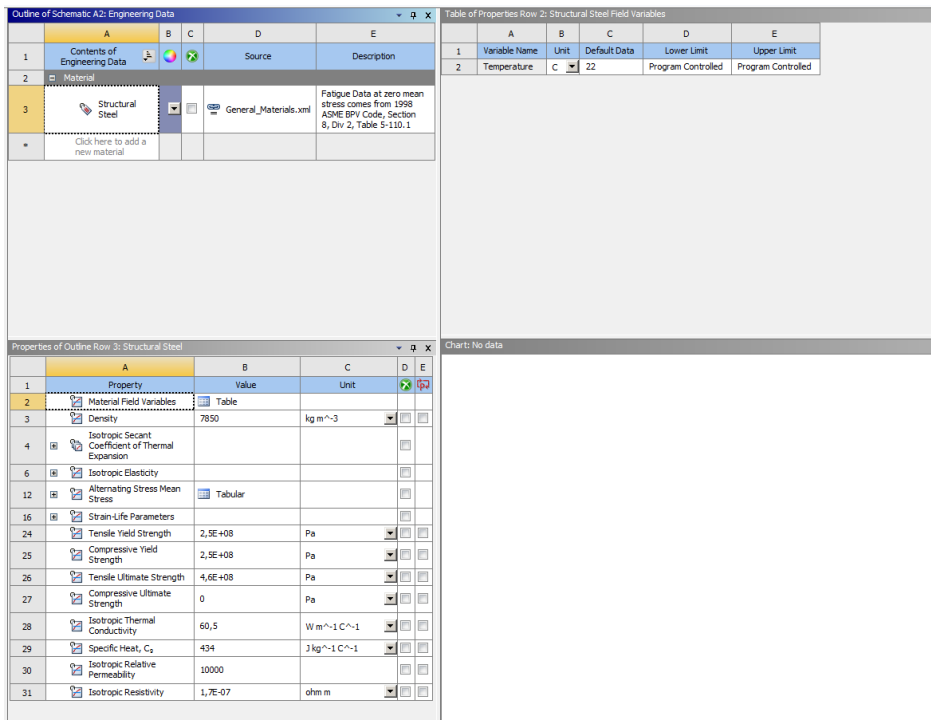 Outline of Schematic A2: Engineering Data
A B C D E
1 Contents of Engineering Data Source Description
2 Material
3 Structural Steel General_Materials.xml Fatigue Data at zero mean stress comes from 1998 ASME BPV Code, Section 8, Div 2, Table 5-110.1
* Click here to add a new material
Table of Properties Row 2: Structural Steel Field Variables
A B C D E
1 Variable Name Unit Default Data Lower Limit Upper Limit
2 Temperature C 22 Program Controlled Program Controlled
Properties of Outline Row 3: Structural Steel
A B C D E
1 Property Value Unit
2 Material Field Variables Table
3 Density 7850 kg m^-3
4 Isotropic Secant Coefficient of Thermal Expansion
6 Isotropic Elasticity
12 Alternating Stress Mean Stress Tabular
16 Strain-Life Parameters
24 Tensile Yield Strength 2,5E+08 Pa
25 Compressive Yield Strength 2,5E+08 Pa
26 Tensile Ultimate Strength 4,6E+08 Pa
27 Compressive Ultimate Strength 0 Pa
28 Isotropic Thermal Conductivity 60,5 W m^-1 C^-1
29 Specific Heat, Cₚ 434 J kg^-1 C^-1
30 Isotropic Relative Permeability 10000
31 Isotropic Resistivity 1,7E-07 ohm m
Chart: No data